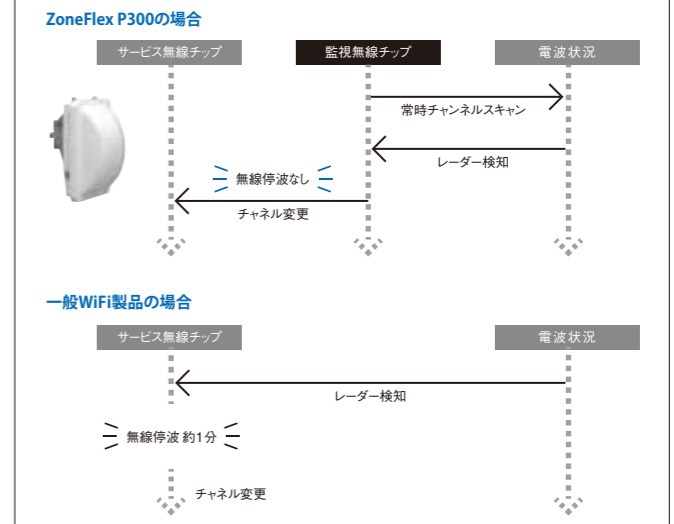 ZoneFlex P300の場合
サービス無線チップ
監視無線チップ
電波状況
常時チャンネルスキャン
レーダー検知
無線停波なし
チャネル変更
一般WiFi製品の場合
サービス無線チップ
電波状況
レーダー検知
無線停波 約1分
チャネル変更